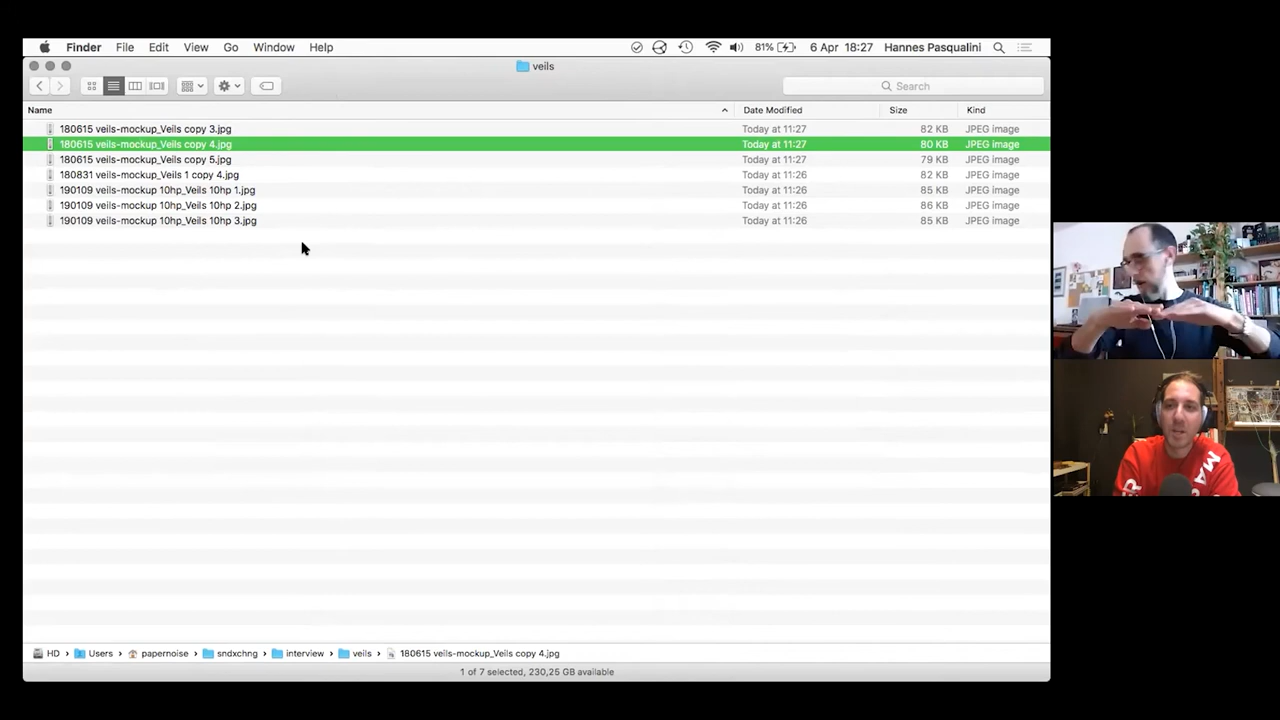 Finder File Edit View Go Window Help 81% 6 Apr 18:27 Hannes Pasqualini
veils
Search
Name Date Modified Size Kind
180615 veils-mockup_Veils copy 3.jpg Today at 11:27 82 KB JPEG image
180615 veils-mockup_Veils copy 4.jpg Today at 11:27 80 KB JPEG image
180615 veils-mockup_Veils copy 5.jpg Today at 11:27 79 KB JPEG image
180831 veils-mockup_Veils 1 copy 4.jpg Today at 11:26 82 KB JPEG image
190109 veils-mockup 10hp_Veils 10hp 1.jpg Today at 11:26 85 KB JPEG image
190109 veils-mockup 10hp_Veils 10hp 2.jpg Today at 11:26 86 KB JPEG image
190109 veils-mockup 10hp_Veils 10hp 3.jpg Today at 11:26 85 KB JPEG image
HD › Users › papernoise › sndxchng › interview › veils › 180615 veils-mockup_Veils copy 4.jpg
1 of 7 selected, 230,25 GB available